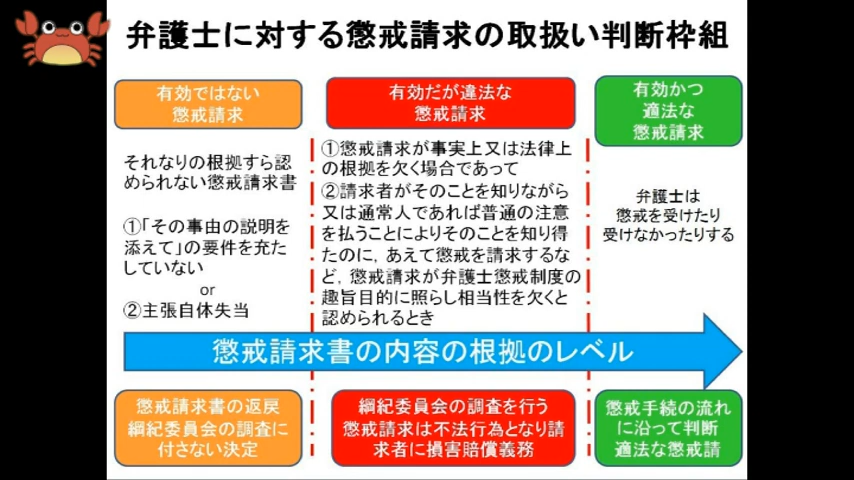 弁護士に対する懲戒請求の取扱い判断枠組
有効ではない
懲戒請求
それなりの根拠すら認
められない懲戒請求書
①「その事由の説明を
添えて」の要件を充た
していない
or
②主張自体失当
有効だが違法な
懲戒請求
①懲戒請求が事実上又は法律上
の根拠を欠く場合であって
②請求者がそのことを知りながら
又は通常人であれば普通の注意
を払うことによりそのことを知り得
たのに，あえて懲戒を請求するな
ど，懲戒請求が弁護士懲戒制度の
趣旨目的に照らし相当性を欠くと
認められるとき
有効かつ
適法な
懲戒請求
弁護士は
懲戒を受けたり
受けなかったりする
懲戒請求書の内容の根拠のレベル
懲戒請求書の返戻
綱紀委員会の調査に
付さない決定
綱紀委員会の調査を行う
懲戒請求は不法行為となり請
求者に損害賠償義務
懲戒手続の流れ
に沿って判断
適法な懲戒請